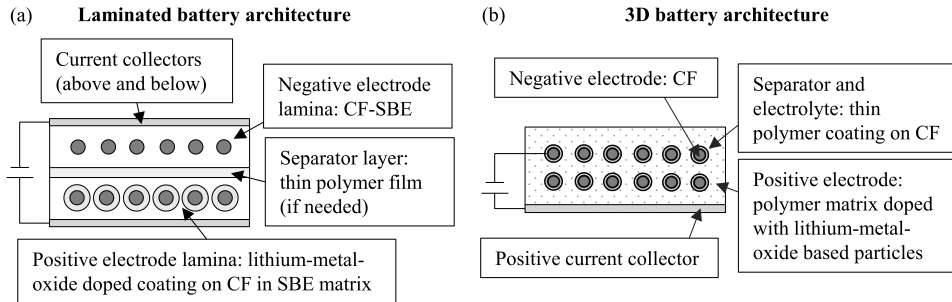 (a) Laminated battery architecture
Current collectors
(above and below)
Negative electrode
lamina: CF-SBE
Separator layer:
thin polymer film
(if needed)
Positive electrode lamina: lithium-metal-
oxide doped coating on CF in SBE matrix
(b) 3D battery architecture
Negative electrode: CF
Separator and
electrolyte: thin
polymer coating on CF
Positive electrode:
polymer matrix doped
with lithium-metal-
oxide based particles
Positive current collector